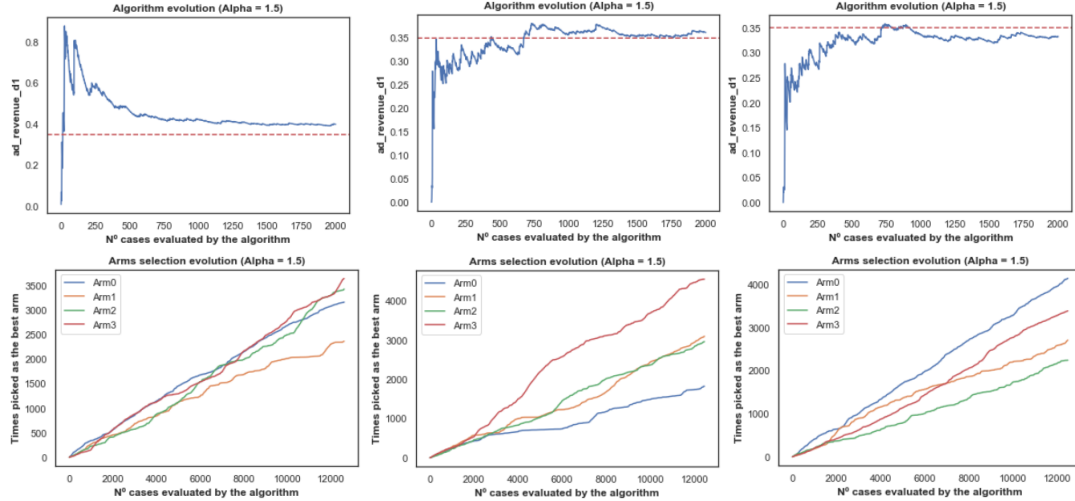 Algorithm evolution (Alpha = 1.5)
0.8
0.6
0.4
0.2
0.0
ad_revenue_d1
0 250 500 750 1000 1250 1500 1750 2000
Nº cases evaluated by the algorithm
Algorithm evolution (Alpha = 1.5)
0.35
0.30
0.25
0.20
0.15
0.10
0.05
0.00
ad_revenue_d1
0 250 500 750 1000 1250 1500 1750 2000
Nº cases evaluated by the algorithm
Algorithm evolution (Alpha = 1.5)
0.35
0.30
0.25
0.20
0.15
0.10
0.05
0.00
ad_revenue_d1
0 250 500 750 1000 1250 1500 1750 2000
Nº cases evaluated by the algorithm
Arms selection evolution (Alpha = 1.5)
Arm0
Arm1
Arm2
Arm3
3500
3000
2500
2000
1500
1000
500
0
Times picked as the best arm
0 2000 4000 6000 8000 10000 12000
Nº cases evaluated by the algorithm
Arms selection evolution (Alpha = 1.5)
Arm0
Arm1
Arm2
Arm3
4000
3000
2000
1000
0
Times picked as the best arm
0 2000 4000 6000 8000 10000 12000
Nº cases evaluated by the algorithm
Arms selection evolution (Alpha = 1.5)
Arm0
Arm1
Arm2
Arm3
4000
3000
2000
1000
0
Times picked as the best arm
0 2000 4000 6000 8000 10000 12000
Nº cases evaluated by the algorithm